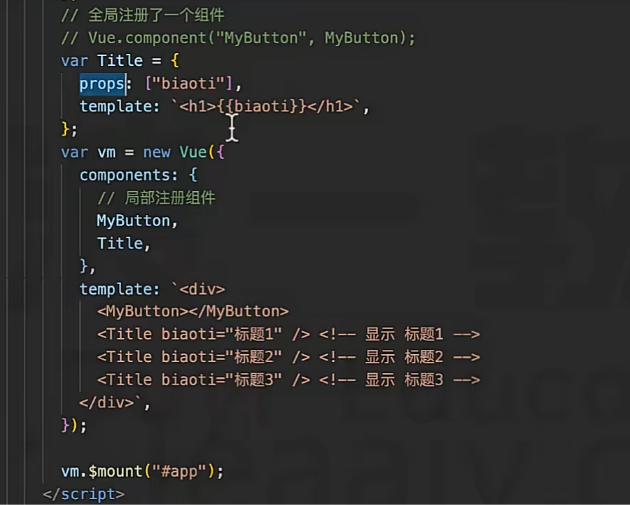 // 全局注册了一个组件
// Vue.component("MyButton", MyButton);
var Title = {
props: ["biaoti"],
template: `<h1>{{biaoti}}</h1>`,
};
var vm = new Vue({
components: {
// 局部注册组件
MyButton,
Title,
},
template: `<div>
<MyButton></MyButton>
<Title biaoti="标题1" /> <!-- 显示 标题1 -->
<Title biaoti="标题2" /> <!-- 显示 标题2 -->
<Title biaoti="标题3" /> <!-- 显示 标题3 -->
</div>`,
});
vm.$mount("#app");
</script>